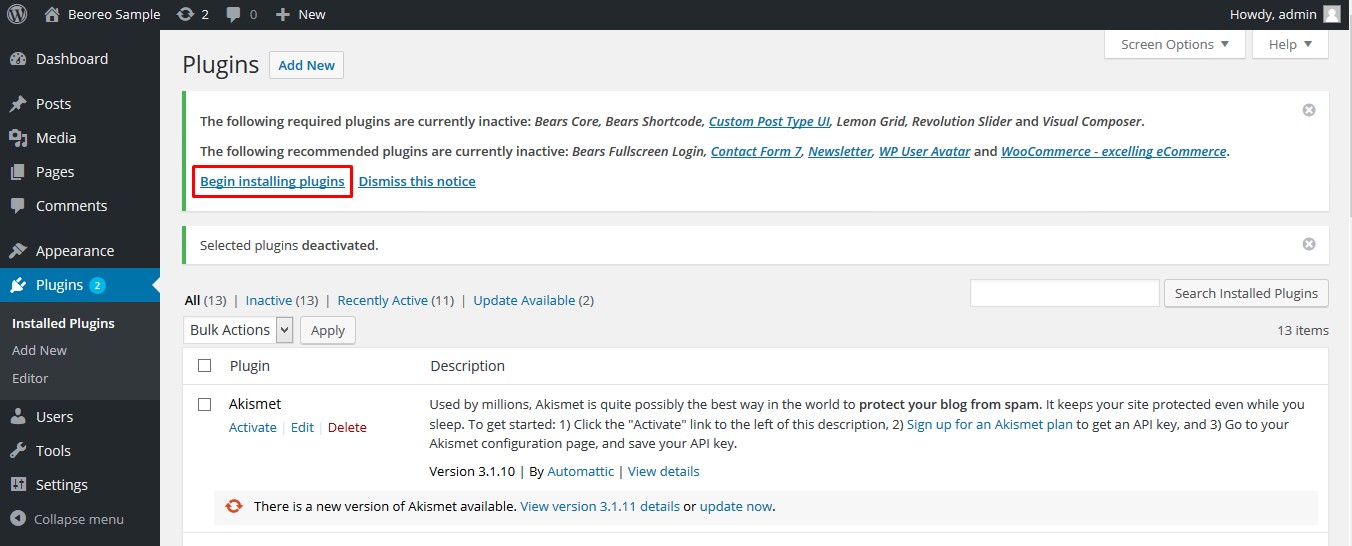 Beoreo Sample 2 0 New Howdy, admin
Screen Options Help
Dashboard
Posts
Media
Pages
Comments
Appearance
Plugins 2
Installed Plugins
Add New
Editor
Users
Tools
Settings
Collapse menu
Plugins Add New
The following required plugins are currently inactive: Bears Core, Bears Shortcode, Custom Post Type UI, Lemon Grid, Revolution Slider and Visual Composer.
The following recommended plugins are currently inactive: Bears Fullscreen Login, Contact Form 7, Newsletter, WP User Avatar and WooCommerce - excelling eCommerce.
Begin installing plugins Dismiss this notice
Selected plugins deactivated.
All (13) | Inactive (13) | Recently Active (11) | Update Available (2)
Search Installed Plugins
Bulk Actions Apply
13 items
Plugin Description
Akismet
Activate | Edit | Delete
Used by millions, Akismet is quite possibly the best way in the world to protect your blog from spam. It keeps your site protected even while you
sleep. To get started: 1) Click the "Activate" link to the left of this description, 2) Sign up for an Akismet plan to get an API key, and 3) Go to your
Akismet configuration page, and save your API key.
Version 3.1.10 | By Automattic | View details
There is a new version of Akismet available. View version 3.1.11 details or update now.